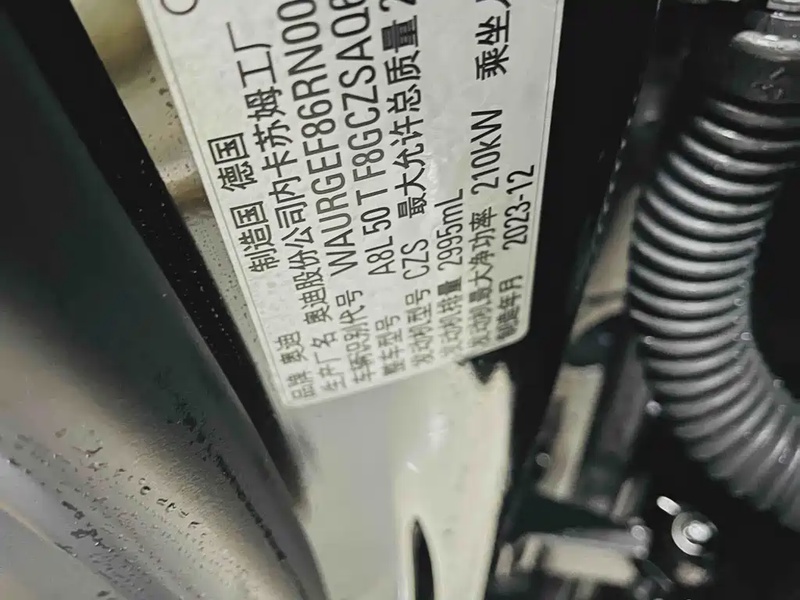 品牌 奥迪 制造国 德国
生产厂名 奥迪股份公司内卡苏姆工厂
车辆识别代号 WAURGEF86RN00
整车型号 A8L 50 T F8GCZSAQ6
发动机型号 CZS 最大允许总质量 2
发动机排量 2995mL
发动机最大净功率 210kW 乘坐人
制造年月 2023-12